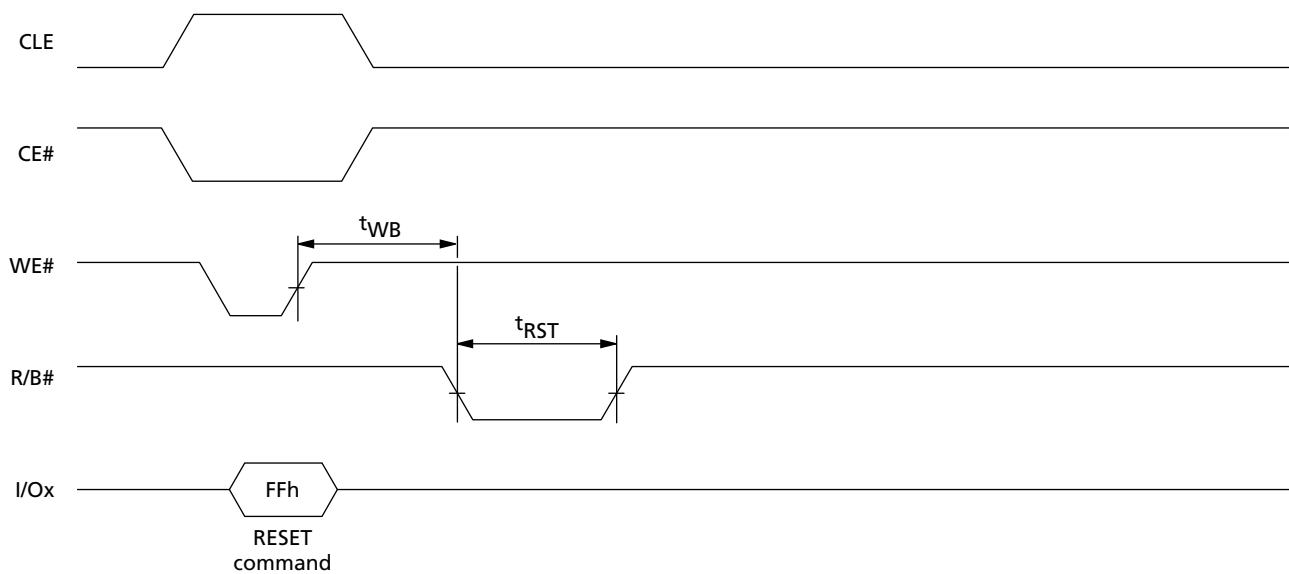 CLE
CE#
tWB
WE#
tRST
R/B#
I/Ox
FFh
RESET
command